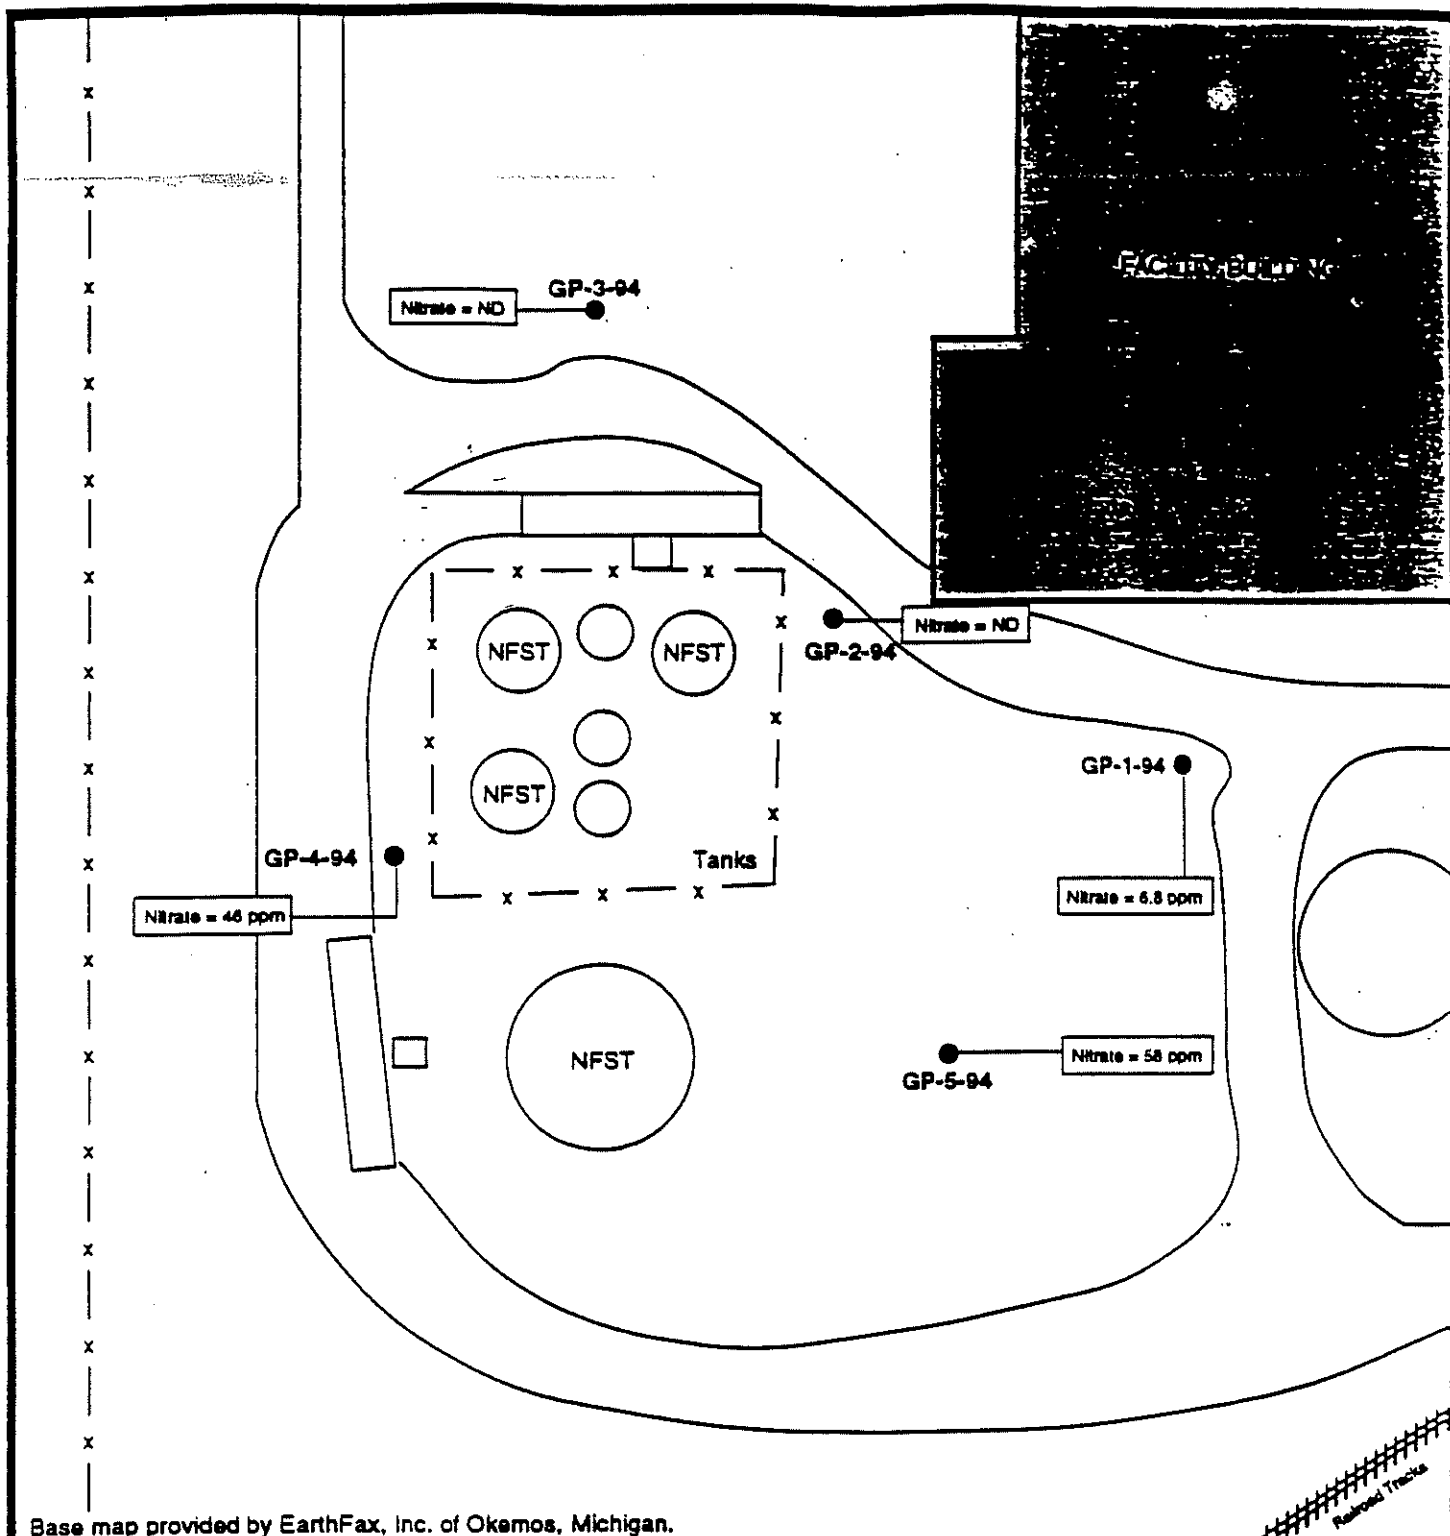 FACILITY BUILDING
GP-3-94
Nitrate = ND
NFST
NFST
Nitrate = ND
GP-2-94
GP-1-94
NFST
GP-4-94
Tanks
Nitrate = 6.8 ppm
Nitrate = 46 ppm
NFST
Nitrate = 58 ppm
GP-5-94
Railroad Tracks
Base map provided by EarthFax, Inc. of Okemos, Michigan.